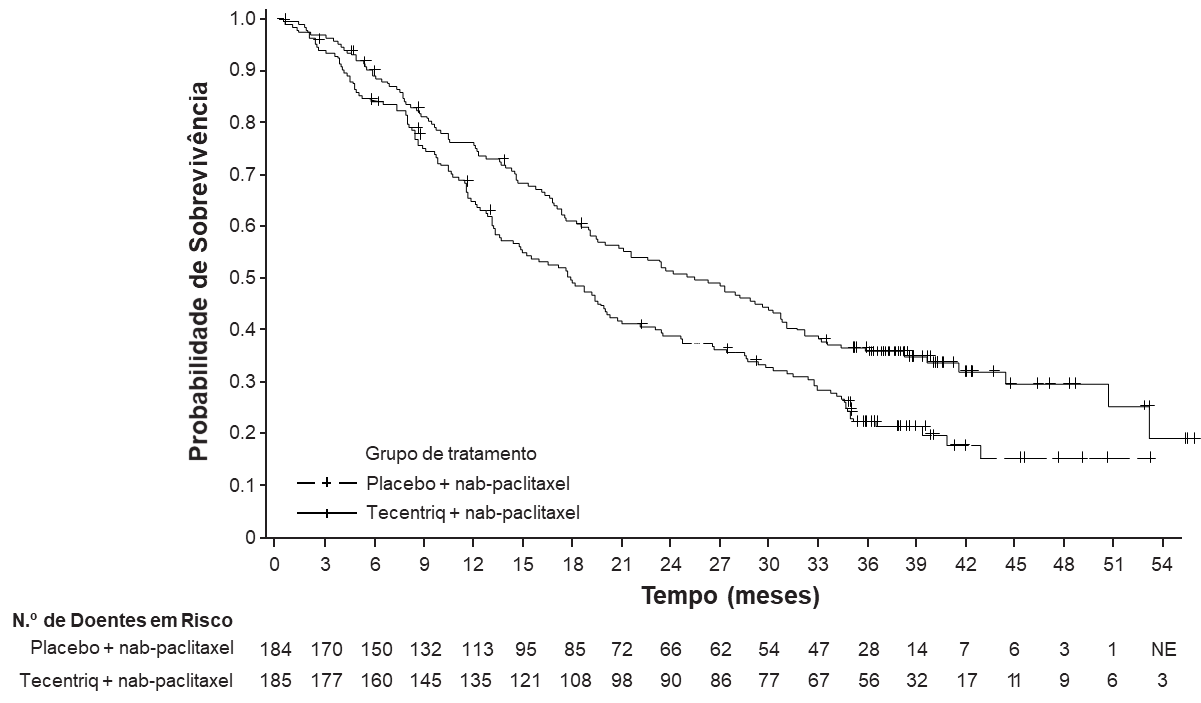 1.0
0.9
0.8
0.7
0.6
0.5
0.4
0.3
0.2
0.1
0
Probabilidade de Sobrevivência
Grupo de tratamento
Placebo + nab-paclitaxel
Tecentriq + nab-paclitaxel
0 3 6 9 12 15 18 21 24 27 30 33 36 39 42 45 48 51 54
Tempo (meses)
N.º de Doentes em Risco
Placebo + nab-paclitaxel 184 170 150 132 113 95 85 72 66 62 54 47 28 14 7 6 3 1 NE
Tecentriq + nab-paclitaxel 185 177 160 145 135 121 108 98 90 86 77 67 56 32 17 11 9 6 3